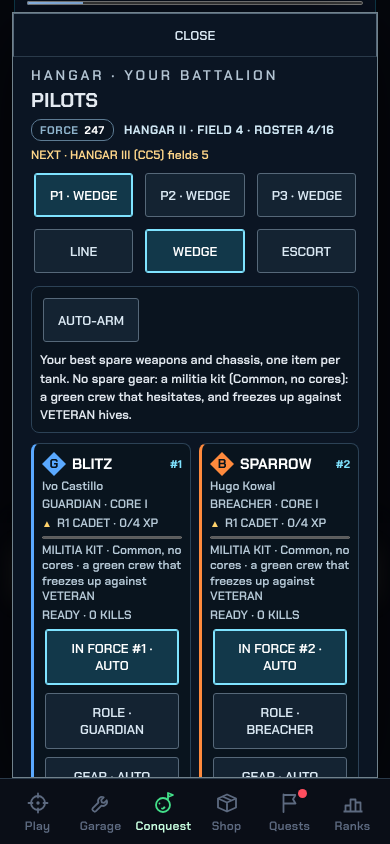 CLOSE
HANGAR · YOUR BATTALION
PILOTS
FORCE 247 HANGAR II · FIELD 4 · ROSTER 4/16
NEXT · HANGAR III (CC5) fields 5
P1 · WEDGE P2 · WEDGE P3 · WEDGE
LINE WEDGE ESCORT
AUTO-ARM
Your best spare weapons and chassis, one item per
tank. No spare gear: a militia kit (Common, no cores):
a green crew that hesitates, and freezes up against
VETERAN hives.
G BLITZ #1
Ivo Castillo
GUARDIAN · CORE I
▲ R1 CADET · 0/4 XP
MILITIA KIT · Common, no
cores · a green crew that
freezes up against
VETERAN
READY · 0 KILLS
IN FORCE #1 ·
AUTO
ROLE ·
GUARDIAN
GEAR · AUTO
B SPARROW #2
Hugo Kowal
BREACHER · CORE I
▲ R1 CADET · 0/4 XP
MILITIA KIT · Common, no
cores · a green crew that
freezes up against
VETERAN
READY · 0 KILLS
IN FORCE #2 ·
AUTO
ROLE ·
BREACHER
GEAR · AUTO
Play Garage Conquest Shop Quests Ranks